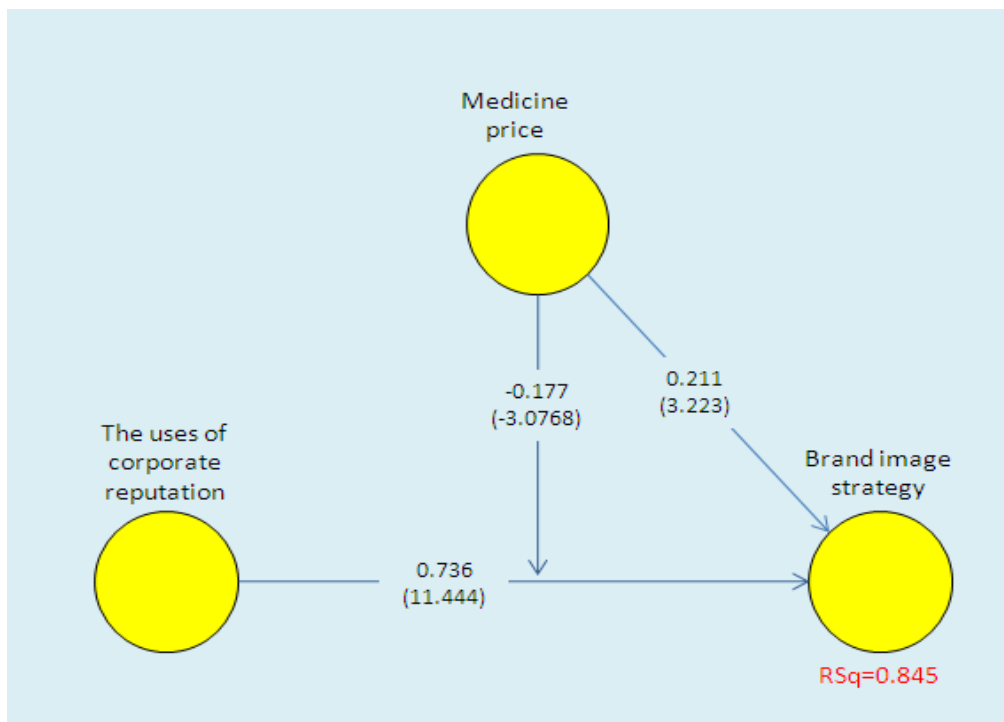 Medicine
price
-0.177
(-3.0768)
0.211
(3.223)
The uses of
corporate
reputation
Brand image
strategy
0.736
(11.444)
RSq=0.845